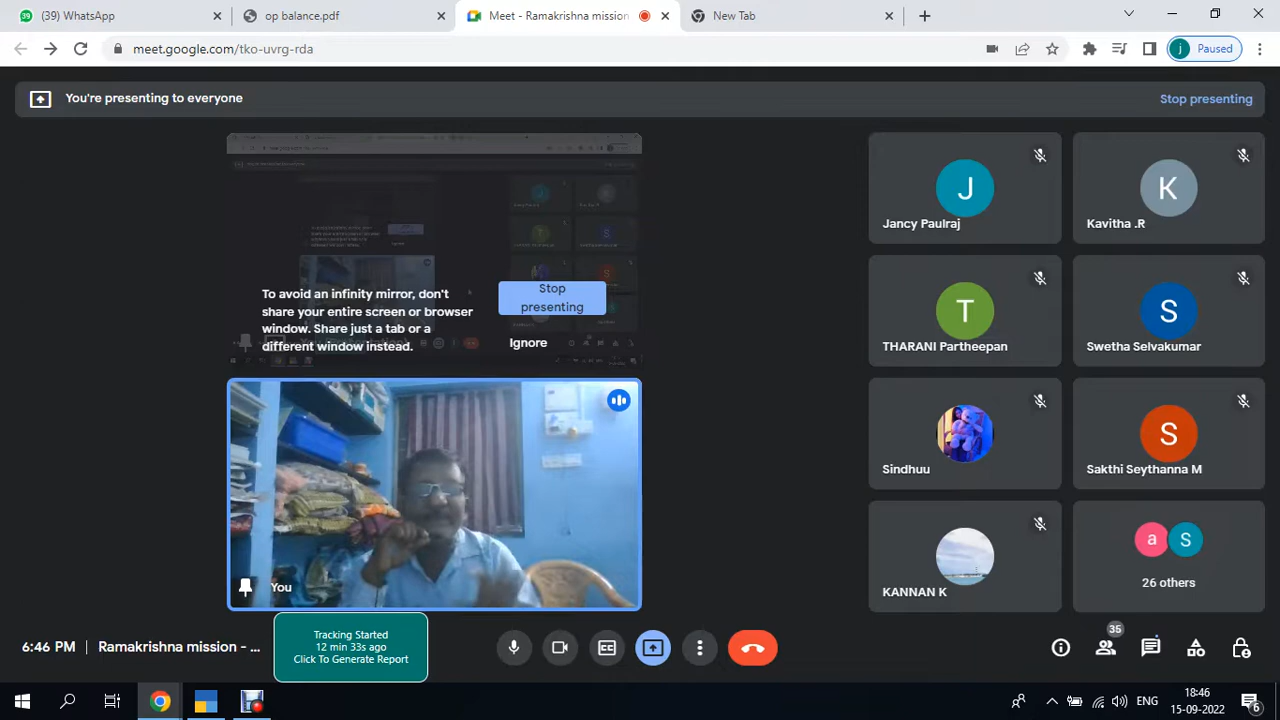 (39) WhatsApp
op balance.pdf
Meet - Ramakrishna mission
New Tab
meet.google.com/tko-uvrg-rda
j
Paused
You're presenting to everyone
Stop presenting
To avoid an infinity mirror, don't
share your entire screen or browser
window. Share just a tab or a
different window instead.
Stop
presenting
Ignore
J
Jancy Paulraj
K
Kavitha .R
T
THARANI Partheepan
S
Swetha Selvakumar
Sindhuu
S
Sakthi Seythanna M
KANNAN K
a
S
26 others
You
6:46 PM | Ramakrishna mission - ...
Tracking Started
12 min 33s ago
Click To Generate Report
35
ENG
18:46
15-09-2022
6